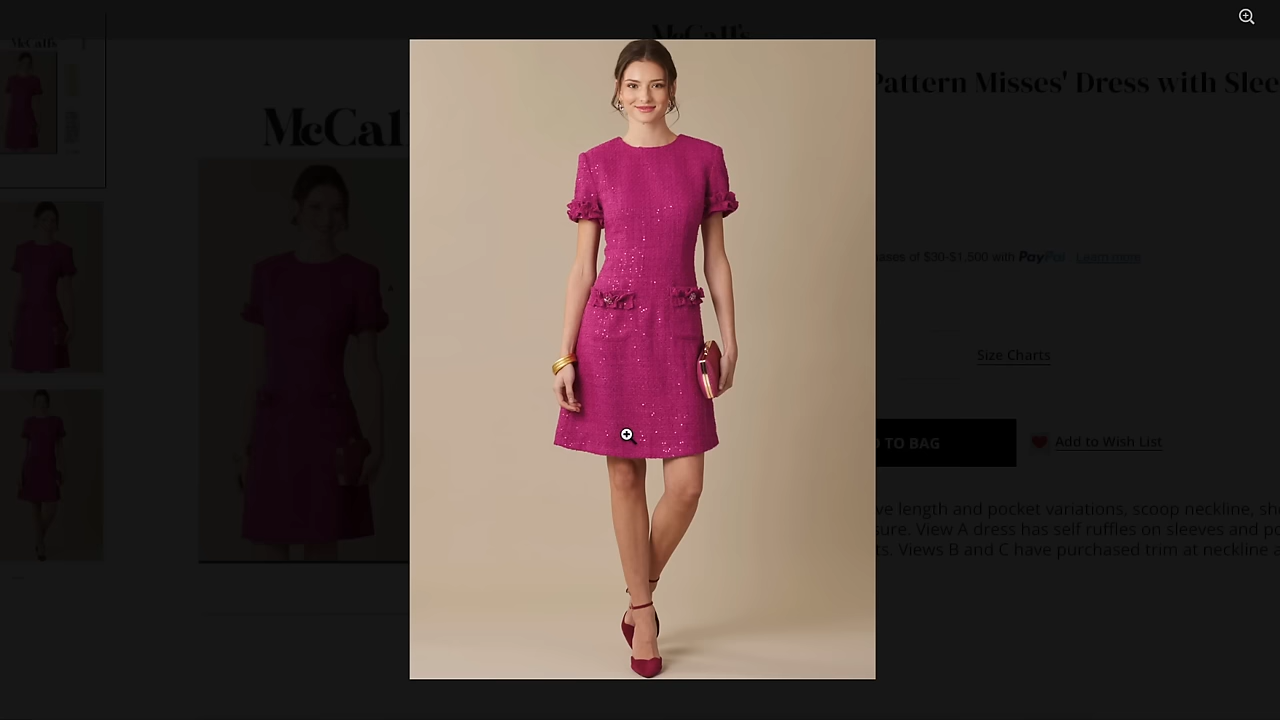 McCall's
McCall's
Pattern Misses' Dress with Slee
McCal
ases of $30-$1,500 with PayPal. Learn more
Size Charts
TO BAG
Add to Wish List
ve length and pocket variations, scoop neckline, sh
sure. View A dress has self ruffles on sleeves and po
ts. Views B and C have purchased trim at neckline a